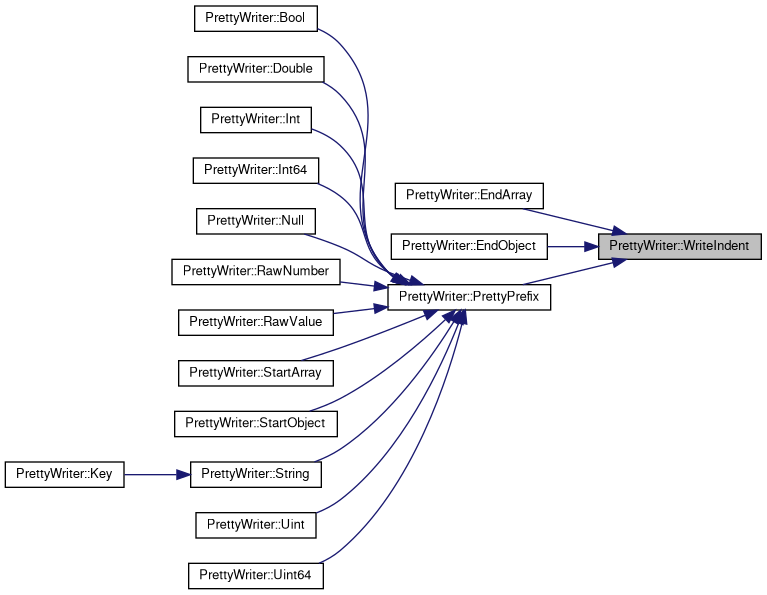 PrettyWriter::Bool
PrettyWriter::Double
PrettyWriter::Int
PrettyWriter::Int64
PrettyWriter::EndArray
PrettyWriter::Null
PrettyWriter::EndObject
PrettyWriter::WriteIndent
PrettyWriter::RawNumber
PrettyWriter::PrettyPrefix
PrettyWriter::RawValue
PrettyWriter::StartArray
PrettyWriter::StartObject
PrettyWriter::Key
PrettyWriter::String
PrettyWriter::Uint
PrettyWriter::Uint64